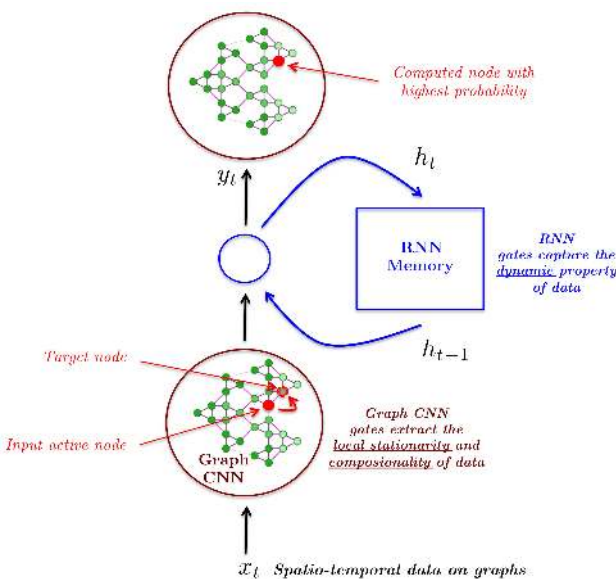 Computed node with
highest probability
y_t
h_t
RNN
Memory
RNN
gates capture the
dynamic property
of data
h_{t-1}
Target node
Input active node
Graph
CNN
Graph CNN
gates extract the
local stationarity and
composionality of data
x_t Spatio-temporal data on graphs